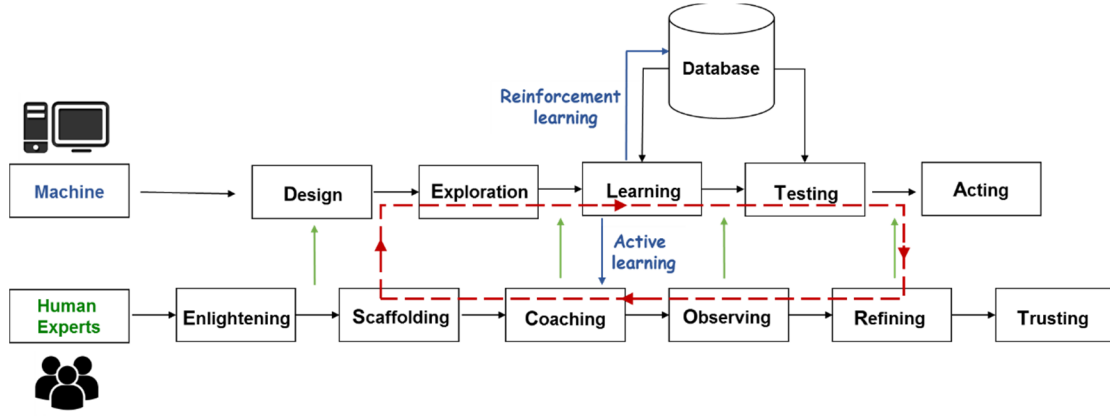 Database
Reinforcement
learning
Machine
Design
Exploration
Learning
Testing
Acting
Active
learning
Human
Experts
Enlightening
Scaffolding
Coaching
Observing
Refining
Trusting